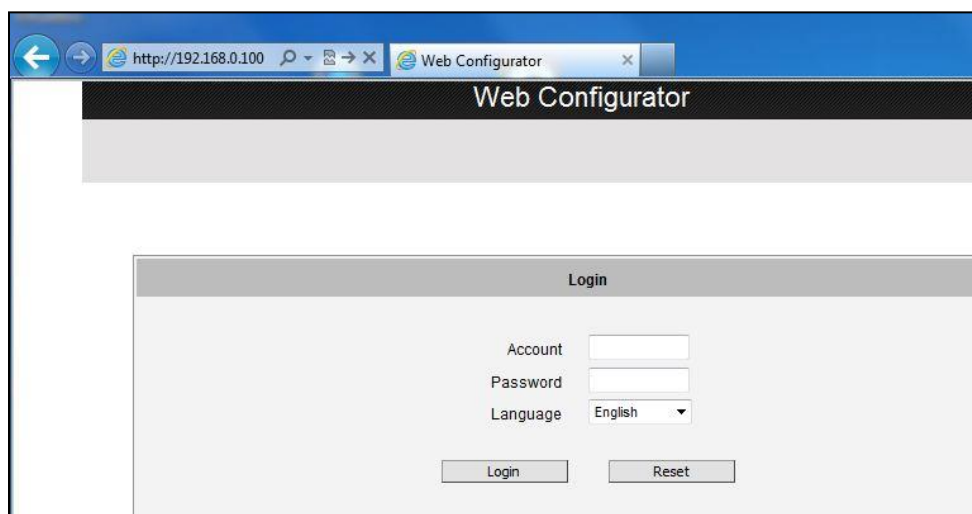 http://192.168.0.100 Web Configurator
Web Configurator
Login
Account
Password
Language English
Login Reset